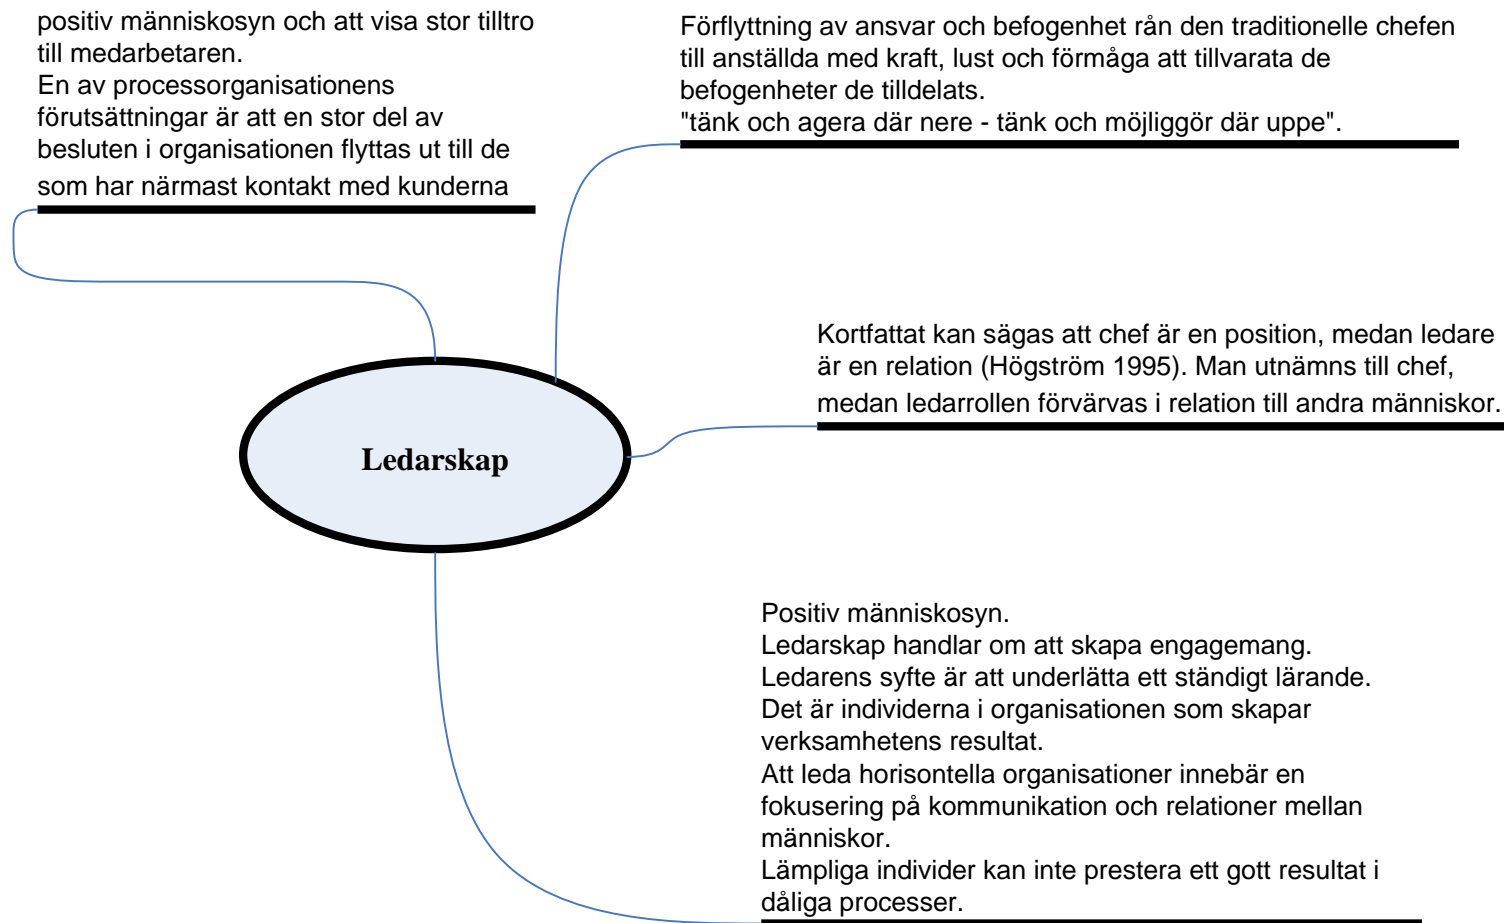 positiv människosyn och att visa stor tilltro
till medarbetaren.
En av processorganisationens
förutsättningar är att en stor del av
besluten i organisationen flyttas ut till de
som har närmast kontakt med kunderna
Förflyttning av ansvar och befogenhet rån den traditionelle chefen
till anställda med kraft, lust och förmåga att tillvarata de
befogenheter de tilldelats.
"tänk och agera där nere - tänk och möjliggör där uppe".
Kortfattat kan sägas att chef är en position, medan ledare
är en relation (Högström 1995). Man utnämns till chef,
medan ledarrollen förvärvas i relation till andra människor.
Ledarskap
Positiv människosyn.
Ledarskap handlar om att skapa engagemang.
Ledarens syfte är att underlätta ett ständigt lärande.
Det är individerna i organisationen som skapar
verksamhetens resultat.
Att leda horisontella organisationer innebär en
fokusering på kommunikation och relationer mellan
människor.
Lämpliga individer kan inte prestera ett gott resultat i
dåliga processer.